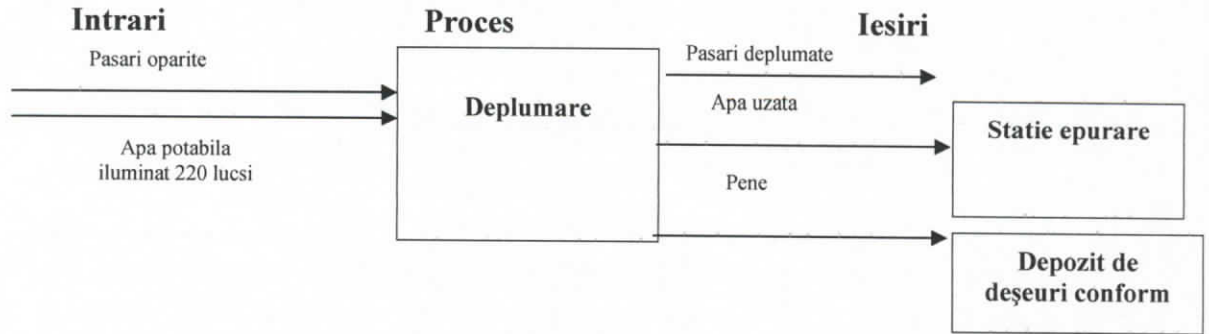 Intrari
Proces
Iesiri
Pasari oparite
Pasari deplumate
Deplumare
Apa uzata
Statie epurare
Apa potabila
iluminat 220 lucsi
Pene
Depozit de
deşeuri conform